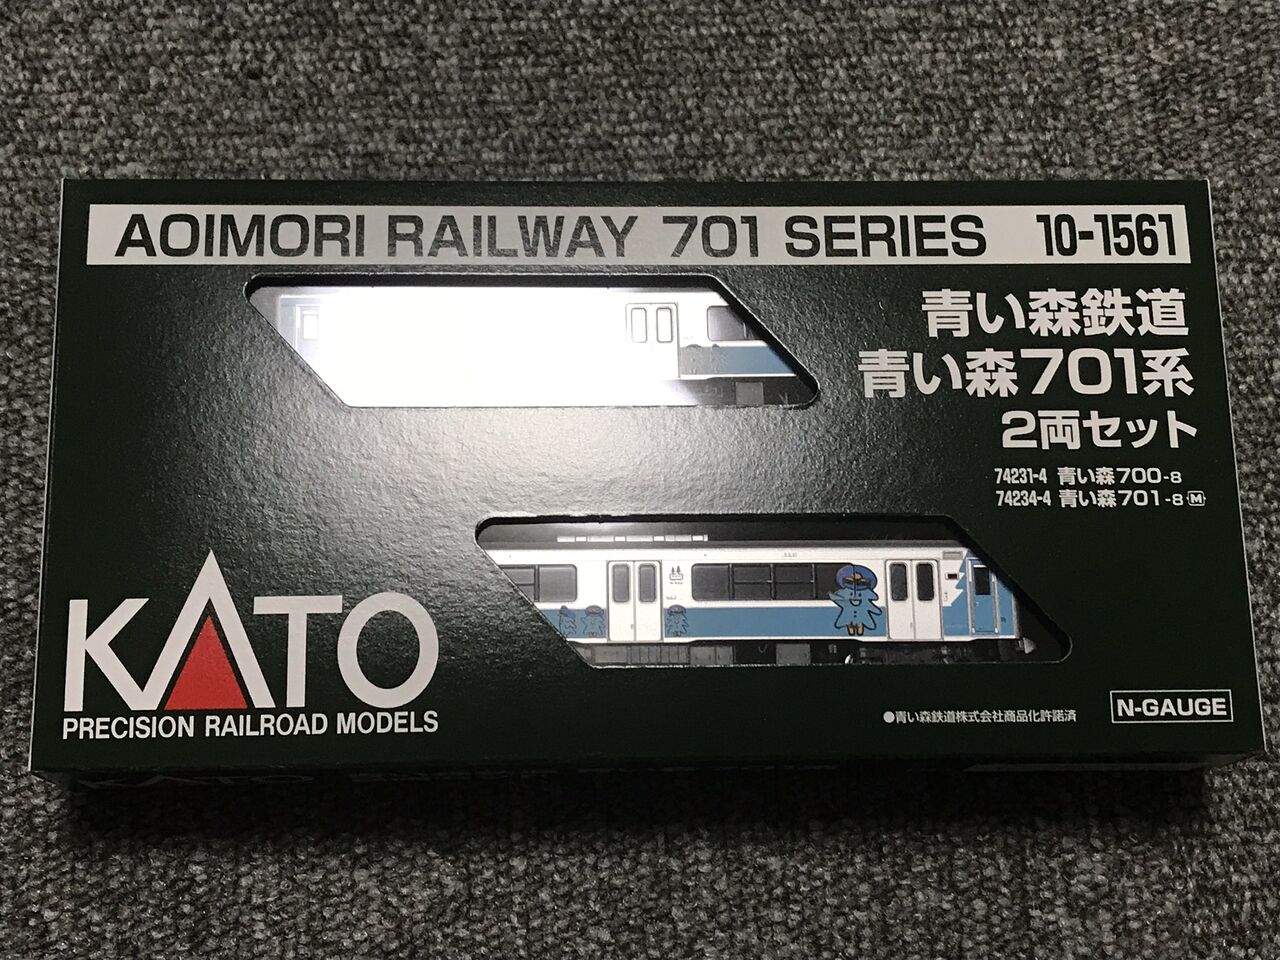 AOIMORI RAILWAY 701 SERIES 10-1561
青い森鉄道
青い森701系
2両セット
74231-4 青い森700-8
74234-4 青い森701-8 M
KATO
PRECISION RAILROAD MODELS
●青い森鉄道株式会社商品化許諾済
N-GAUGE